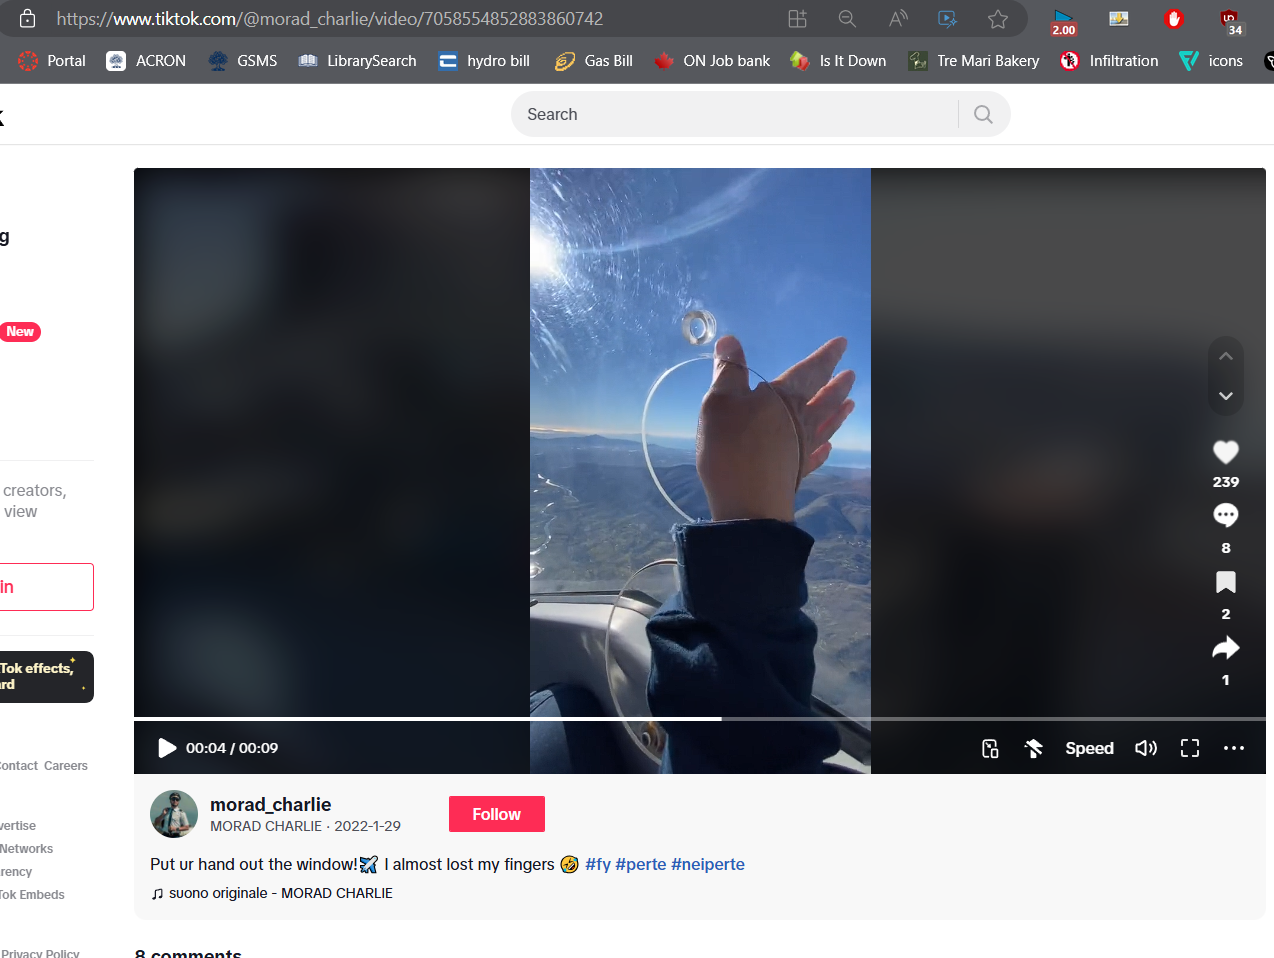 https://www.tiktok.com/@morad_charlie/video/7058554852883860742
2.00
34
Portal ACRON GSMS LibrarySearch hydro bill Gas Bill ON Job bank Is It Down Tre Mari Bakery Infiltration icons
k
Search
g
New
creators,
view
in
Tok effects,
rd
ontact Careers
vertise
Networks
rency
Tok Embeds
Privacy Policy
239
8
2
1
00:04 / 00:09
Speed
morad_charlie
Follow
MORAD CHARLIE · 2022-1-29
Put ur hand out the window!✈️ I almost lost my fingers 🤣 #fy #perte #neiperte
♫ suono originale - MORAD CHARLIE
8 comments